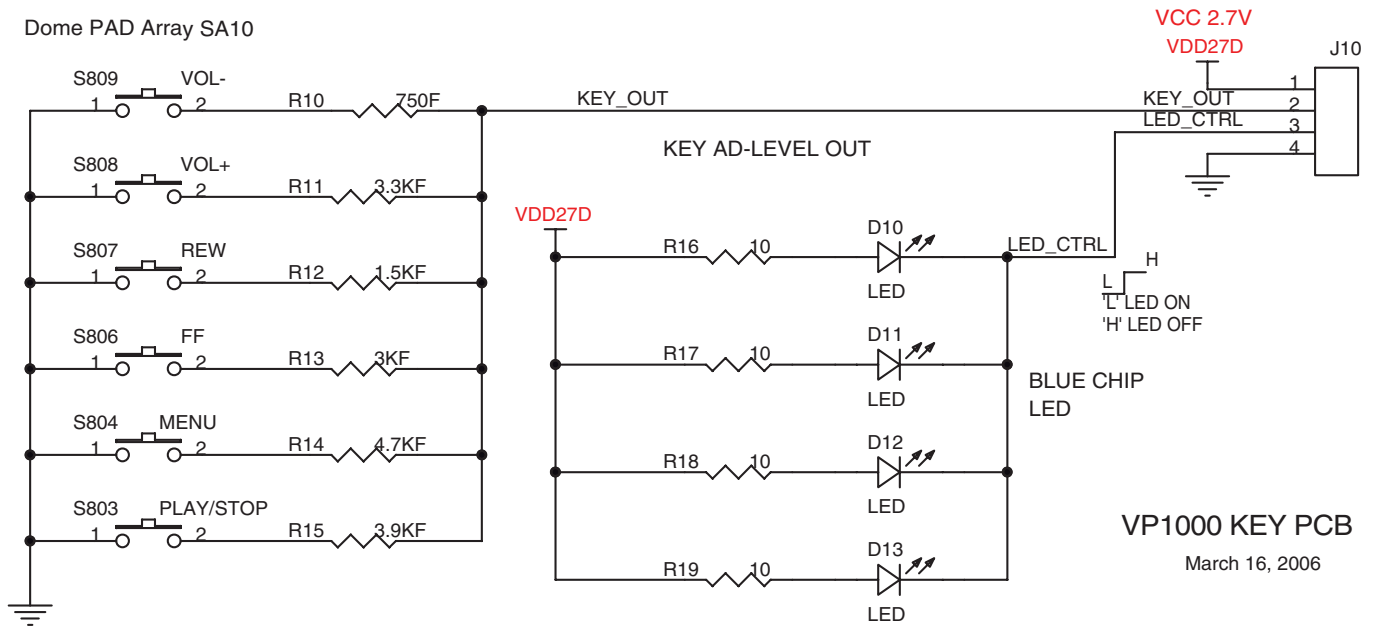 Dome PAD Array SA10
VCC 2.7V
VDD27D
J10
S809 VOL-
1 2 R10 750F KEY_OUT
1
KEY_OUT 2
LED_CTRL 3
4
KEY AD-LEVEL OUT
S808 VOL+
1 2 R11 3.3KF
VDD27D
S807 REW
1 2 R12 1.5KF
R16 10 D10
LED
LED_CTRL
H
L
'L' LED ON
'H' LED OFF
S806 FF
1 2 R13 3KF
R17 10 D11
LED
BLUE CHIP
LED
S804 MENU
1 2 R14 4.7KF
R18 10 D12
LED
S803 PLAY/STOP
1 2 R15 3.9KF
R19 10 D13
LED
VP1000 KEY PCB
March 16, 2006